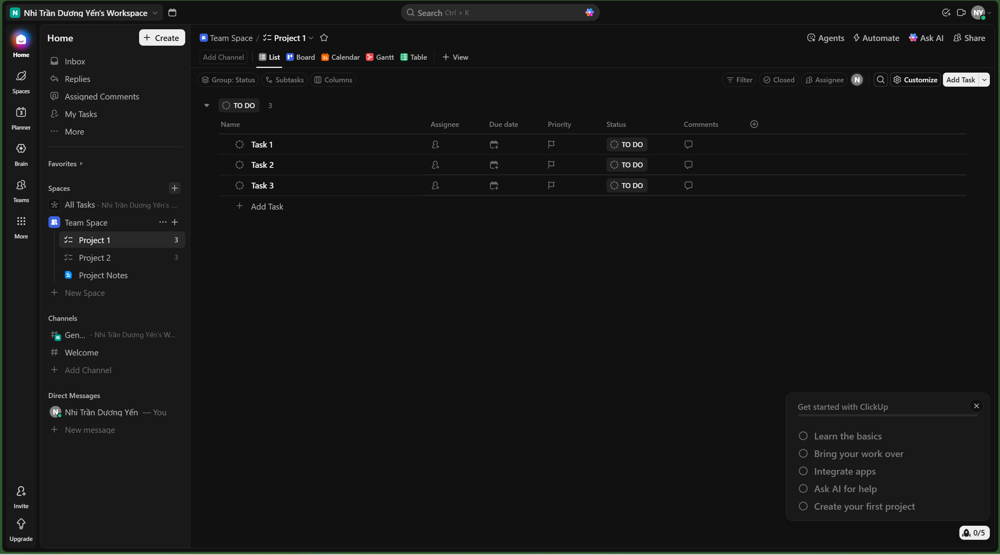 N Nhi Trần Dương Yến's Workspace
Search Ctrl + K
NY
Home
Spaces
3
Planner
Brain
Teams
More
Invite
Upgrade
Home
+ Create
Inbox
Replies
Assigned Comments
My Tasks
More
Favorites
Spaces
All Tasks - Nhi Trần Dương Yến's ...
Team Space
Project 1 3
Project 2 3
Project Notes
New Space
Channels
N Gen... - Nhi Trần Dương Yến's W...
Welcome
Add Channel
Direct Messages
N Nhi Trần Dương Yến — You
New message
Team Space / Project 1
Agents Automate Ask AI Share
Add Channel List Board 31 Calendar Gantt Table + View
Group: Status Subtasks Columns
Filter Closed Assignee N Customize Add Task
TO DO 3
Name Assignee Due date Priority Status Comments
Task 1 TO DO
Task 2 TO DO
Task 3 TO DO
Add Task
Get started with ClickUp
Learn the basics
Bring your work over
Integrate apps
Ask AI for help
Create your first project
0/5